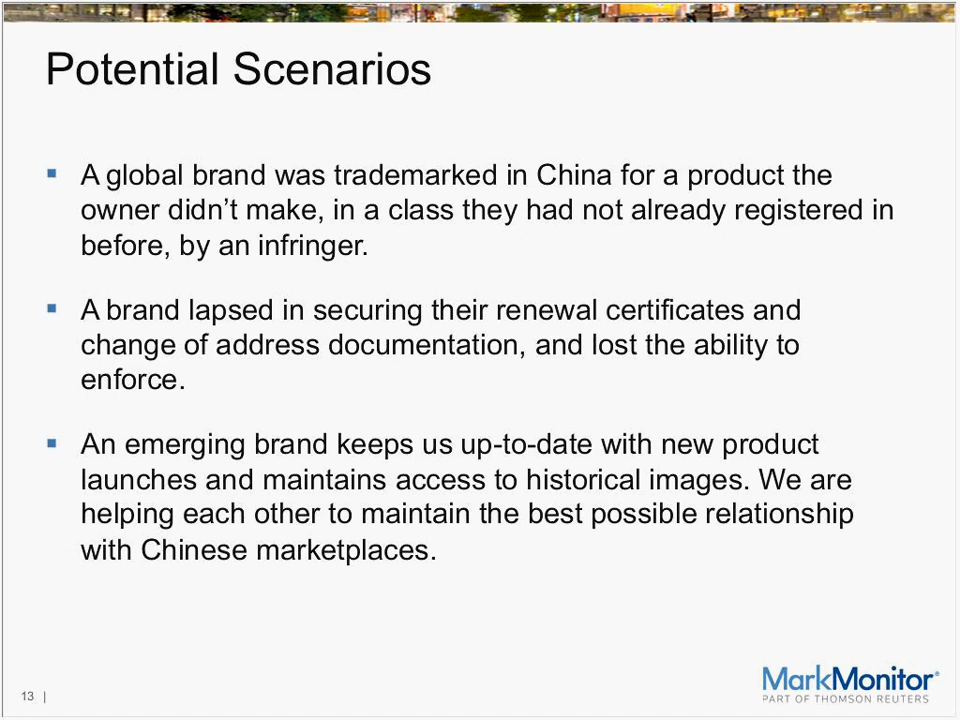 Potential Scenarios
▪ A global brand was trademarked in China for a product the
owner didn’t make, in a class they had not already registered in
before, by an infringer.
▪ A brand lapsed in securing their renewal certificates and
change of address documentation, and lost the ability to
enforce.
▪ An emerging brand keeps us up-to-date with new product
launches and maintains access to historical images. We are
helping each other to maintain the best possible relationship
with Chinese marketplaces.
13 |
MarkMonitor®
PART OF THOMSON REUTERS